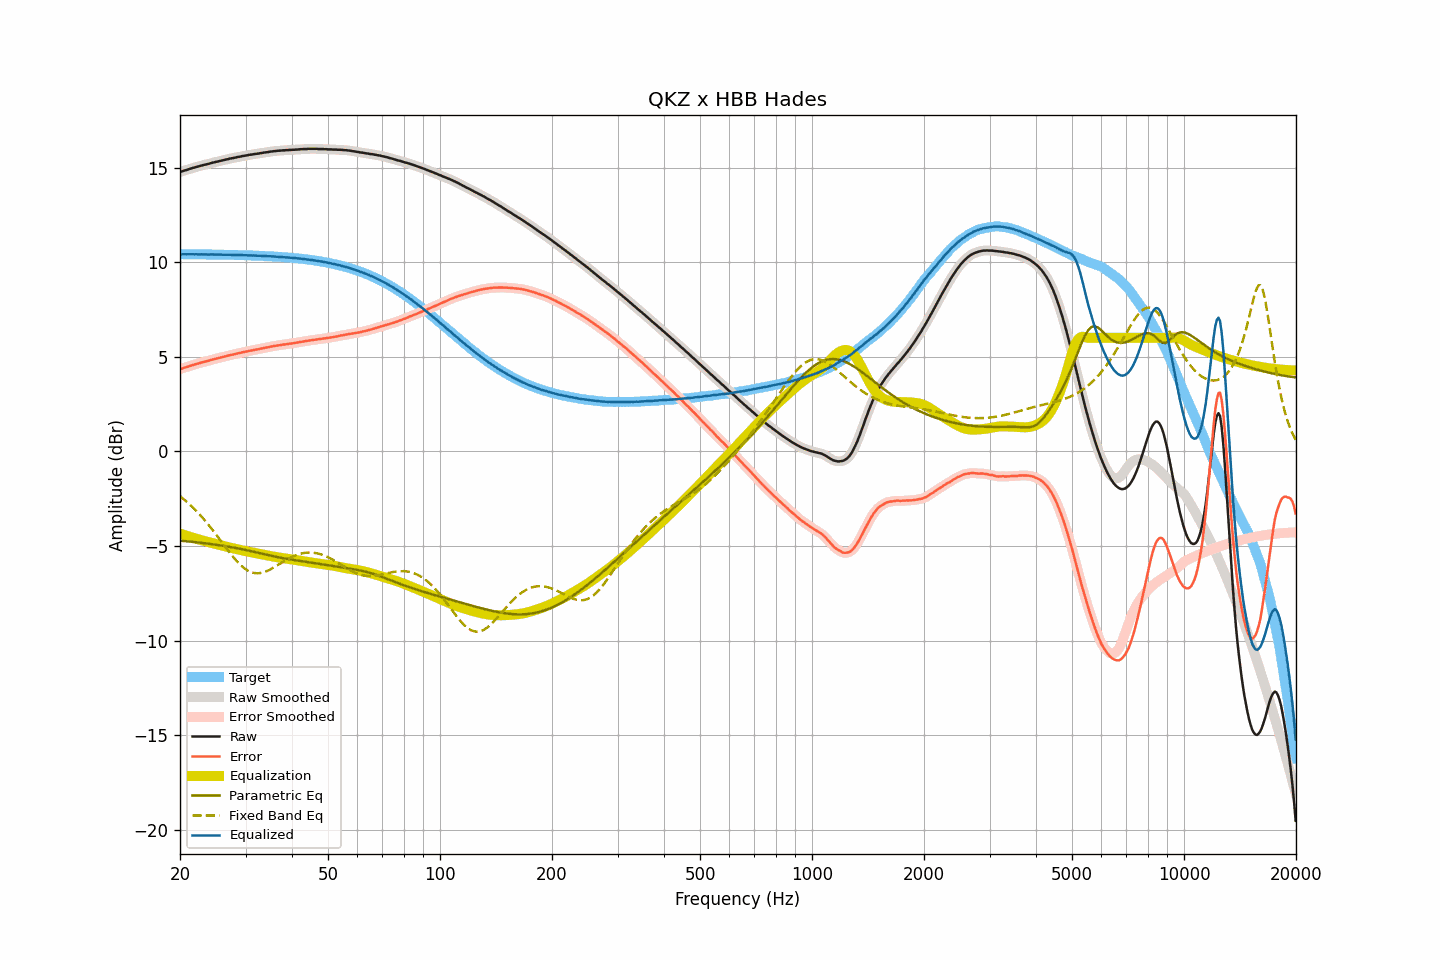 QKZ x HBB Hades
Amplitude (dBr)
15
10
5
0
−5
−10
−15
−20
Target
Raw Smoothed
Error Smoothed
Raw
Error
Equalization
Parametric Eq
Fixed Band Eq
Equalized
20 50 100 200 500 1000 2000 5000 10000 20000
Frequency (Hz)